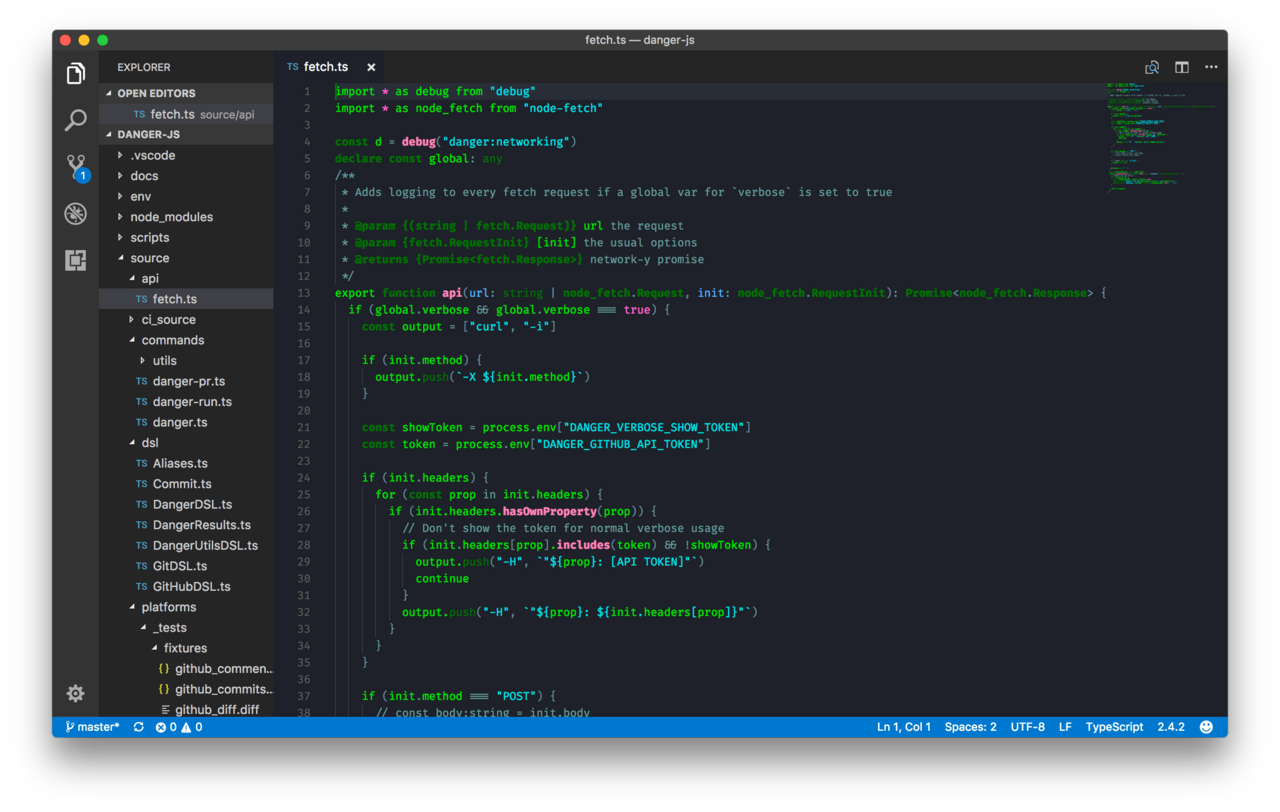 fetch.ts — danger-js
EXPLORER
OPEN EDITORS
TS fetch.ts source/api
DANGER-JS
.vscode
docs
env
node_modules
scripts
source
api
TS fetch.ts
ci_source
commands
utils
TS danger-pr.ts
TS danger-run.ts
TS danger.ts
dsl
TS Aliases.ts
TS Commit.ts
TS DangerDSL.ts
TS DangerResults.ts
TS DangerUtilsDSL.ts
TS GitDSL.ts
TS GitHubDSL.ts
platforms
_tests
fixtures
{} github_commen...
{} github_commits...
github_diff.diff
1
TS fetch.ts ×
1 import * as debug from "debug"
2 import * as node_fetch from "node-fetch"
3
4 const d = debug("danger:networking")
5 declare const global: any
6 /**
7 * Adds logging to every fetch request if a global var for `verbose` is set to true
8 *
9 * @param {(string | fetch.Request)} url the request
10 * @param {fetch.RequestInit} [init] the usual options
11 * @returns {Promise<fetch.Response>} network-y promise
12 */
13 export function api(url: string | node_fetch.Request, init: node_fetch.RequestInit): Promise<node_fetch.Response> {
14 if (global.verbose && global.verbose === true) {
15 const output = ["curl", "-i"]
16
17 if (init.method) {
18 output.push(`-X ${init.method}`)
19 }
20
21 const showToken = process.env["DANGER_VERBOSE_SHOW_TOKEN"]
22 const token = process.env["DANGER_GITHUB_API_TOKEN"]
23
24 if (init.headers) {
25 for (const prop in init.headers) {
26 if (init.headers.hasOwnProperty(prop)) {
27 // Don't show the token for normal verbose usage
28 if (init.headers[prop].includes(token) && !showToken) {
29 output.push("-H", `"${prop}: [API TOKEN]"`)
30 continue
31 }
32 output.push("-H", `"${prop}: ${init.headers[prop]}"`)
33 }
34 }
35 }
36
37 if (init.method === "POST") {
38 // const body:string = init.body
master* 0 0
Ln 1, Col 1 Spaces: 2 UTF-8 LF TypeScript 2.4.2